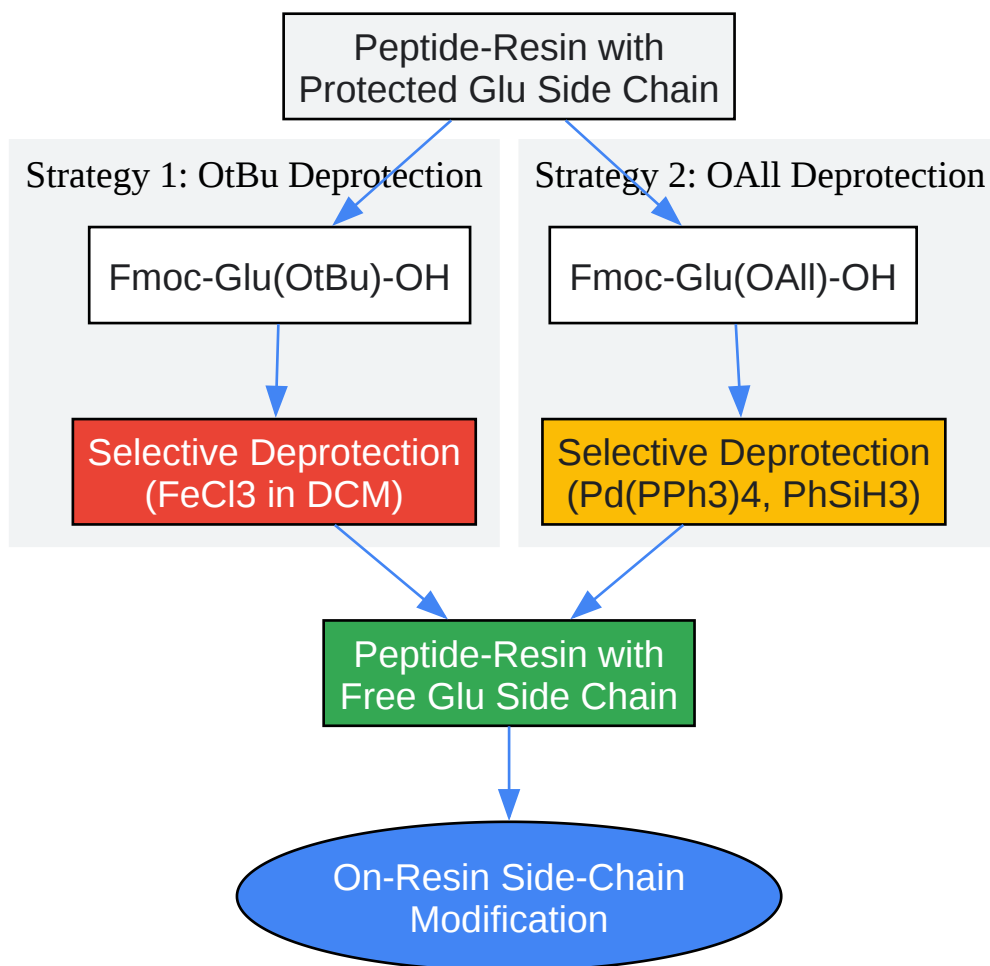 Peptide-Resin with
Protected Glu Side Chain
Strategy 1: OtBu Deprotection
Strategy 2: OAll Deprotection
Fmoc-Glu(OtBu)-OH
Fmoc-Glu(OAll)-OH
Selective Deprotection
(FeCl3 in DCM)
Selective Deprotection
(Pd(PPh3)4, PhSiH3)
Peptide-Resin with
Free Glu Side Chain
On-Resin Side-Chain
Modification